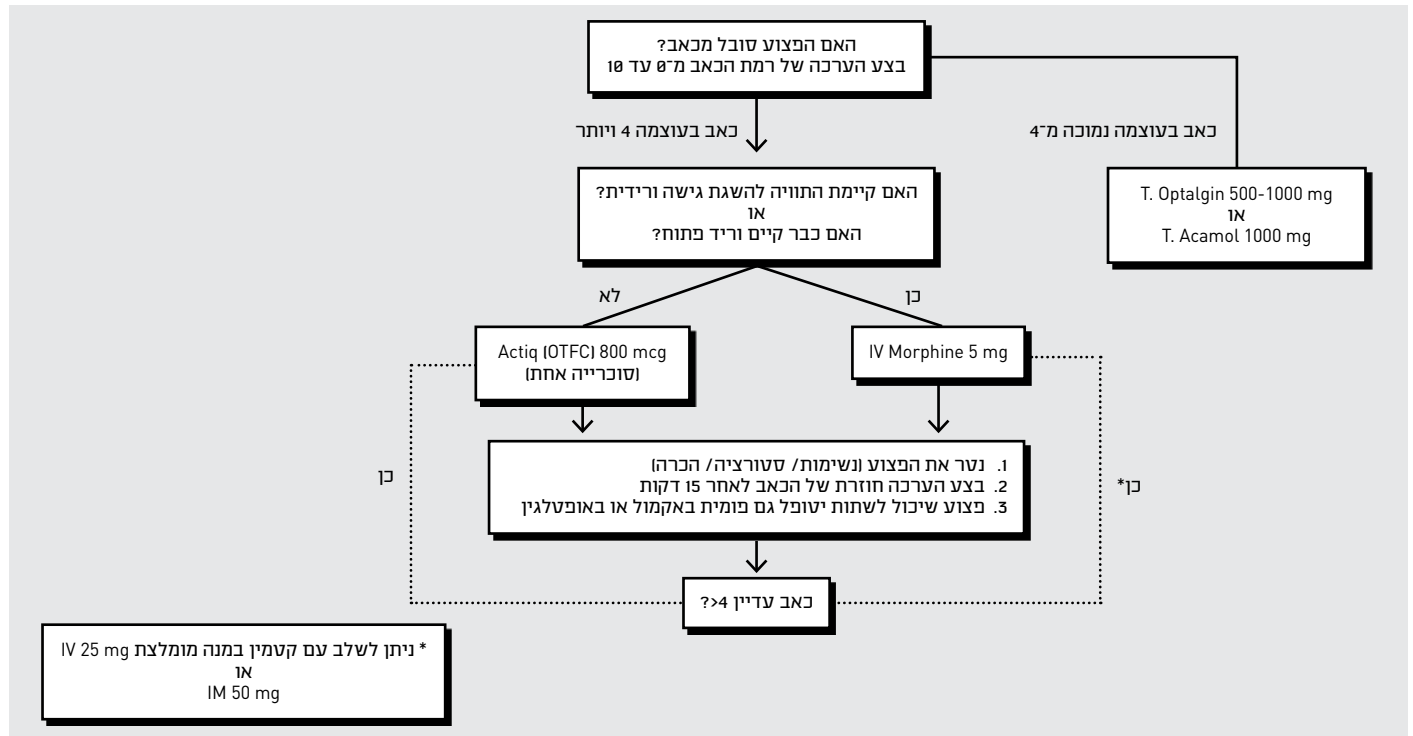 האם הפצוע סובל מכאב?
בצע הערכה של רמת הכאב מ־0 עד 10
כאב בעוצמה 4 ויותר
כאב בעוצמה נמוכה מ־4
T. Optalgin 500-1000 mg
או
T. Acamol 1000 mg
האם קיימת התוויה להשגת גישה ורידית?
או
האם כבר קיים וריד פתוח?
כן
לא
IV Morphine 5 mg
Actiq (OTFC) 800 mcg
(סוכרייה אחת)
1. נטר את הפצוע (נשימות/ סטורציה/ הכרה)
2. בצע הערכה חוזרת של הכאב לאחר 15 דקות
3. פצוע שיכול לשתות יטופל גם פומית באקמול או באופטלגין
כן*
כן
כאב עדיין 4<?
* ניתן לשלב עם קטמין במנה מומלצת IV 25 mg
או
IM 50 mg